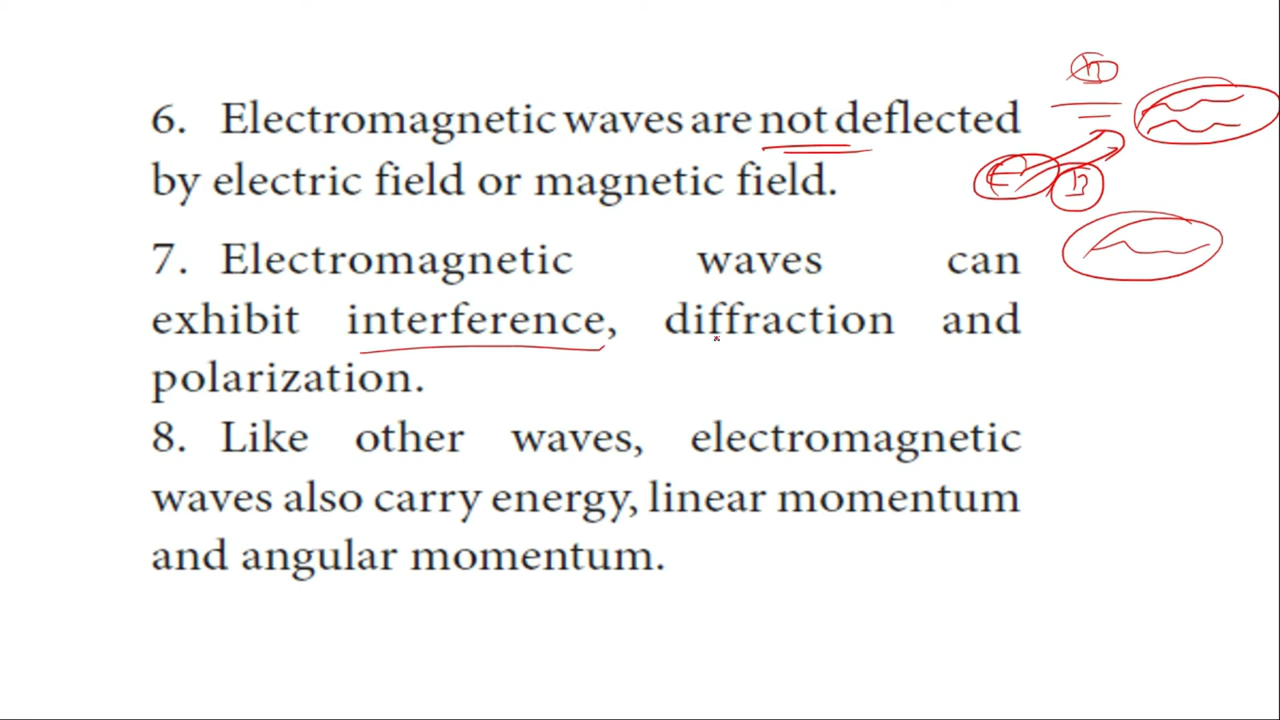 6. Electromagnetic waves are not deflected
by electric field or magnetic field.
7. Electromagnetic waves can
exhibit interference, diffraction and
polarization.
8. Like other waves, electromagnetic
waves also carry energy, linear momentum
and angular momentum.